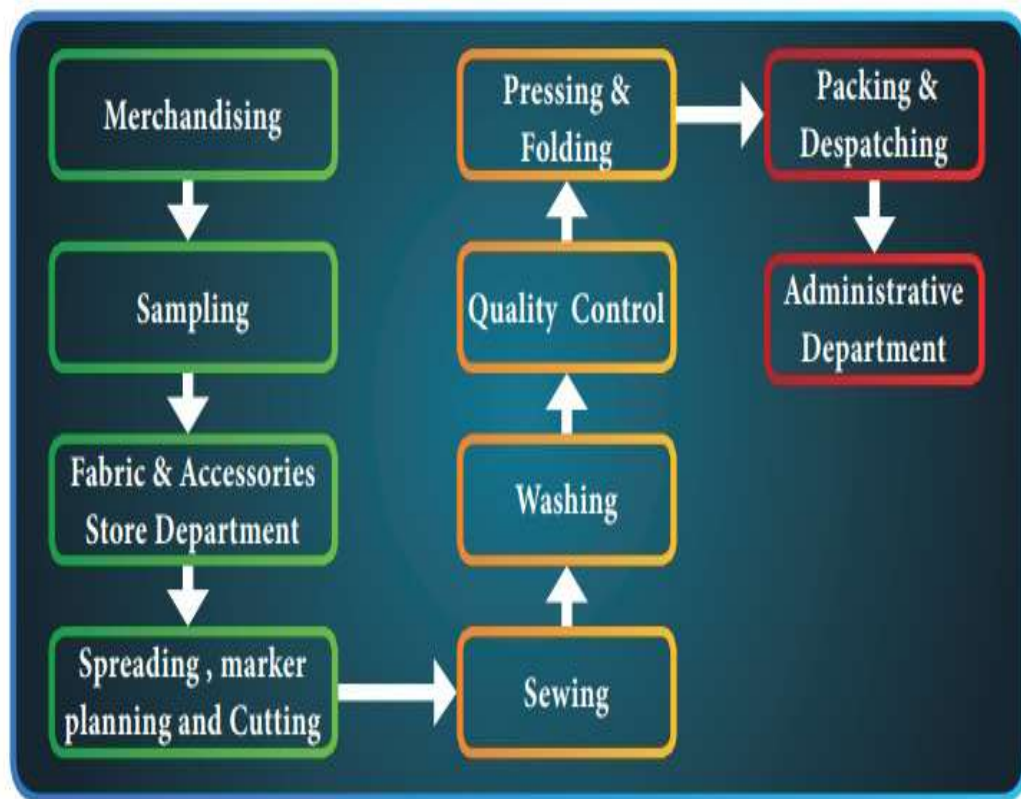 Merchandising
Sampling
Fabric & Accessories
Store Department
Spreading , marker
planning and Cutting
Sewing
Washing
Quality Control
Pressing &
Folding
Packing &
Despatching
Administrative
Department